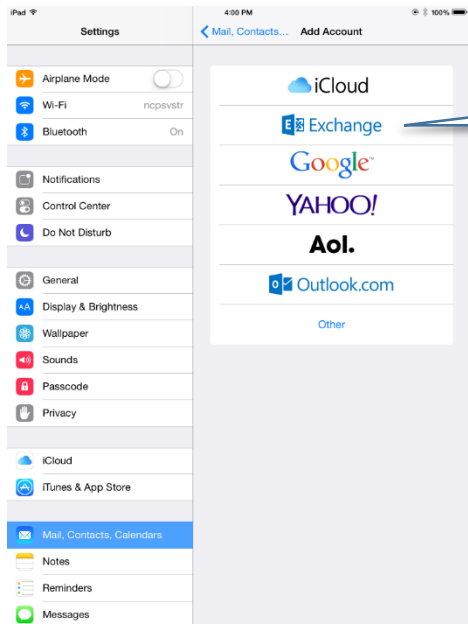 iPad 4:00 PM 100%
Settings
Mail, Contacts... Add Account
Airplane Mode
Wi-Fi ncpsvstr
Bluetooth On
Notifications
Control Center
Do Not Disturb
General
Display & Brightness
Wallpaper
Sounds
Passcode
Privacy
iCloud
iTunes & App Store
Mail, Contacts, Calendars
Notes
Reminders
Messages
iCloud
Exchange
Google™
YAHOO!
Aol.
Outlook.com
Other